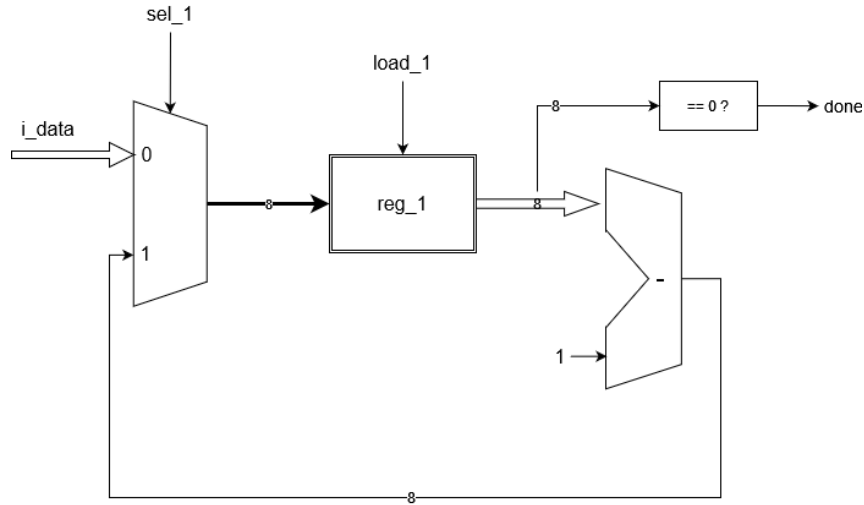 sel_1
load_1
8
== 0 ?
done
i_data
0
8
reg_1
8
1
-
1
8